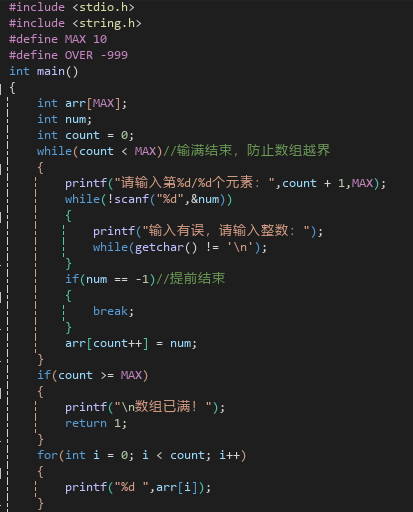 #include <stdio.h>
#include <string.h>
#define MAX 10
#define OVER -999
int main()
{
    int arr[MAX];
    int num;
    int count = 0;
    while(count < MAX)//输满结束，防止数组越界
    {
        printf("请输入第%d/%d个元素：",count + 1,MAX);
        while(!scanf("%d",&num))
        {
            printf("输入有误，请输入整数：");
            while(getchar() != '\n');
        }
        if(num == -1)//提前结束
        {
            break;
        }
        arr[count++] = num;
    }
    if(count >= MAX)
    {
        printf("\n数组已满！");
        return 1;
    }
    for(int i = 0; i < count; i++)
    {
        printf("%d ",arr[i]);
    }